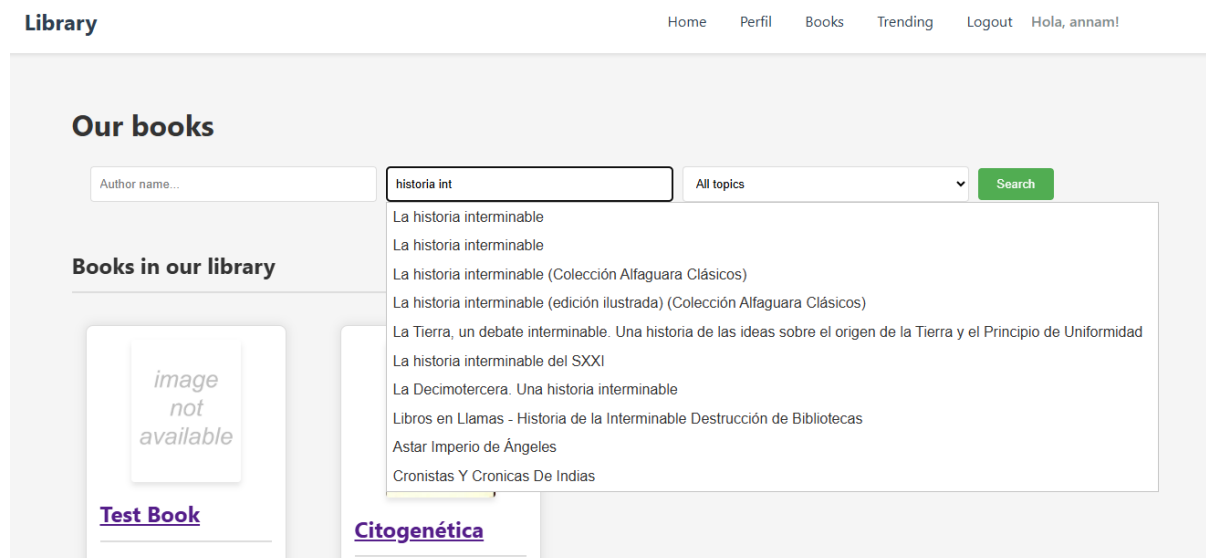 Library
Home Perfil Books Trending Logout Hola, annam!
Our books
Author name... historia int All topics Search
La historia interminable
La historia interminable
La historia interminable (Colección Alfaguara Clásicos)
La historia interminable (edición ilustrada) (Colección Alfaguara Clásicos)
La Tierra, un debate interminable. Una historia de las ideas sobre el origen de la Tierra y el Principio de Uniformidad
La historia interminable del SXXI
La Decimotercera. Una historia interminable
Libros en Llamas - Historia de la Interminable Destrucción de Bibliotecas
Astar Imperio de Ángeles
Cronistas Y Cronicas De Indias
Books in our library
image
not
available
Test Book
Citogenética